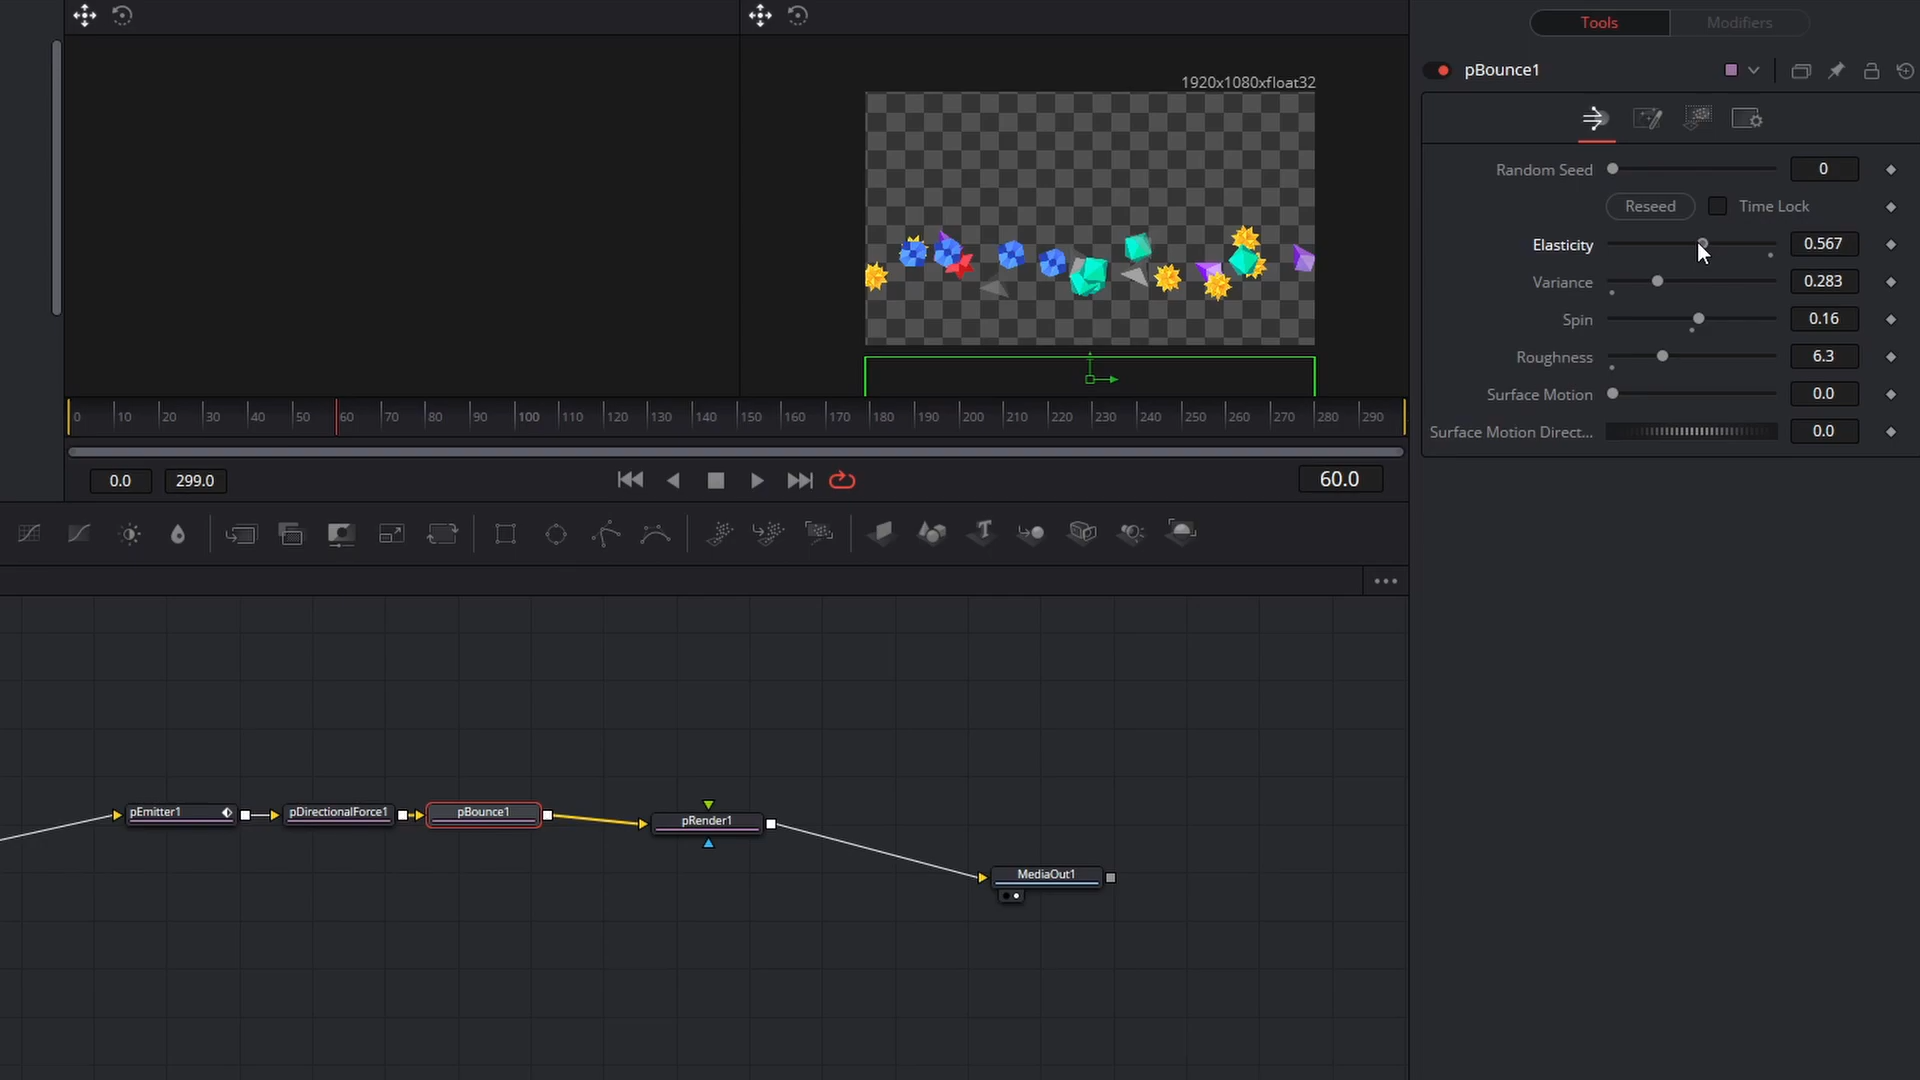 Tools
Modifiers
pBounce1
1920x1080xfloat32
Random Seed
0
Reseed
Time Lock
Elasticity
0.567
Variance
0.283
Spin
0.16
Roughness
6.3
Surface Motion
0.0
Surface Motion Direct...
0.0
0 10 20 30 40 50 60 70 80 90 100 110 120 130 140 150 160 170 180 190 200 210 220 230 240 250 260 270 280 290
0.0
299.0
60.0
pEmitter1
pDirectionalForce1
pBounce1
pRender1
MediaOut1